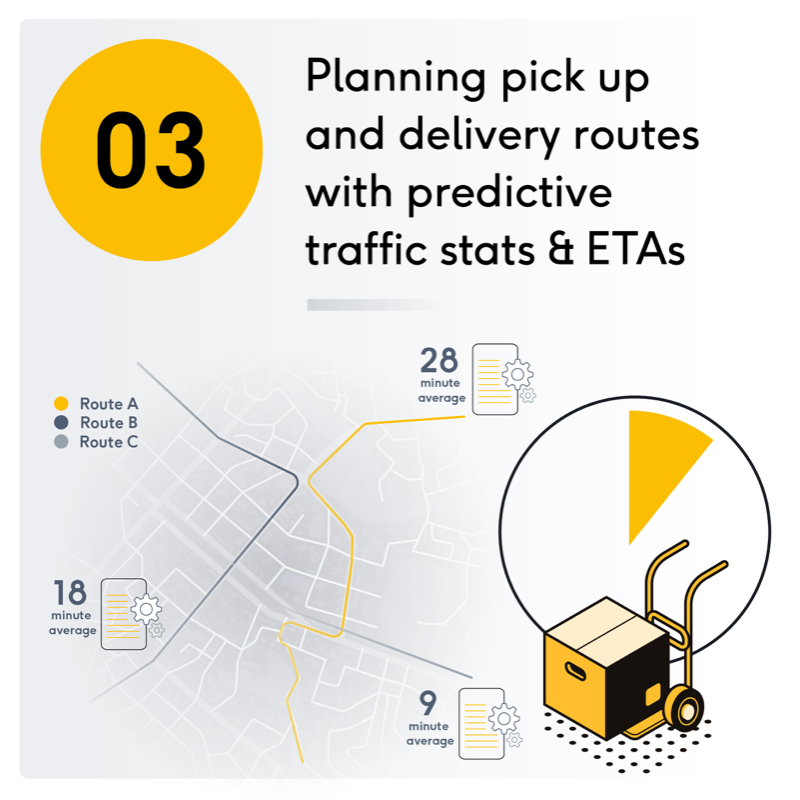 03
Planning pick up
and delivery routes
with predictive
traffic stats & ETAs
28
minute
average
Route A
Route B
Route C
18
minute
average
9
minute
average